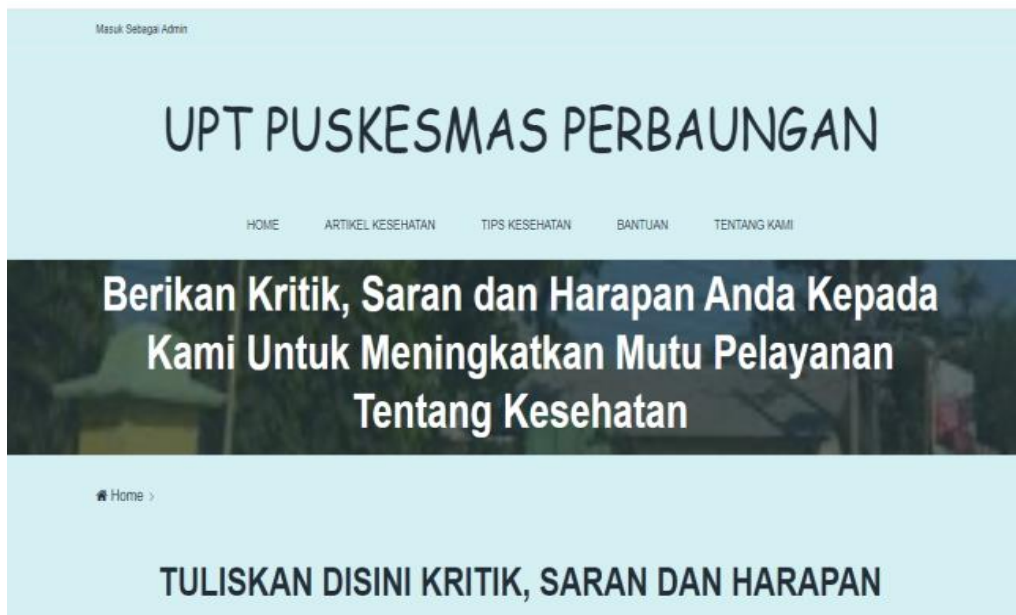 Masuk Sebagai Admin
UPT PUSKESMAS PERBAUNGAN
HOME ARTIKEL KESEHATAN TIPS KESEHATAN BANTUAN TENTANG KAMI
Berikan Kritik, Saran dan Harapan Anda Kepada
Kami Untuk Meningkatkan Mutu Pelayanan
Tentang Kesehatan
Home >
TULISKAN DISINI KRITIK, SARAN DAN HARAPAN